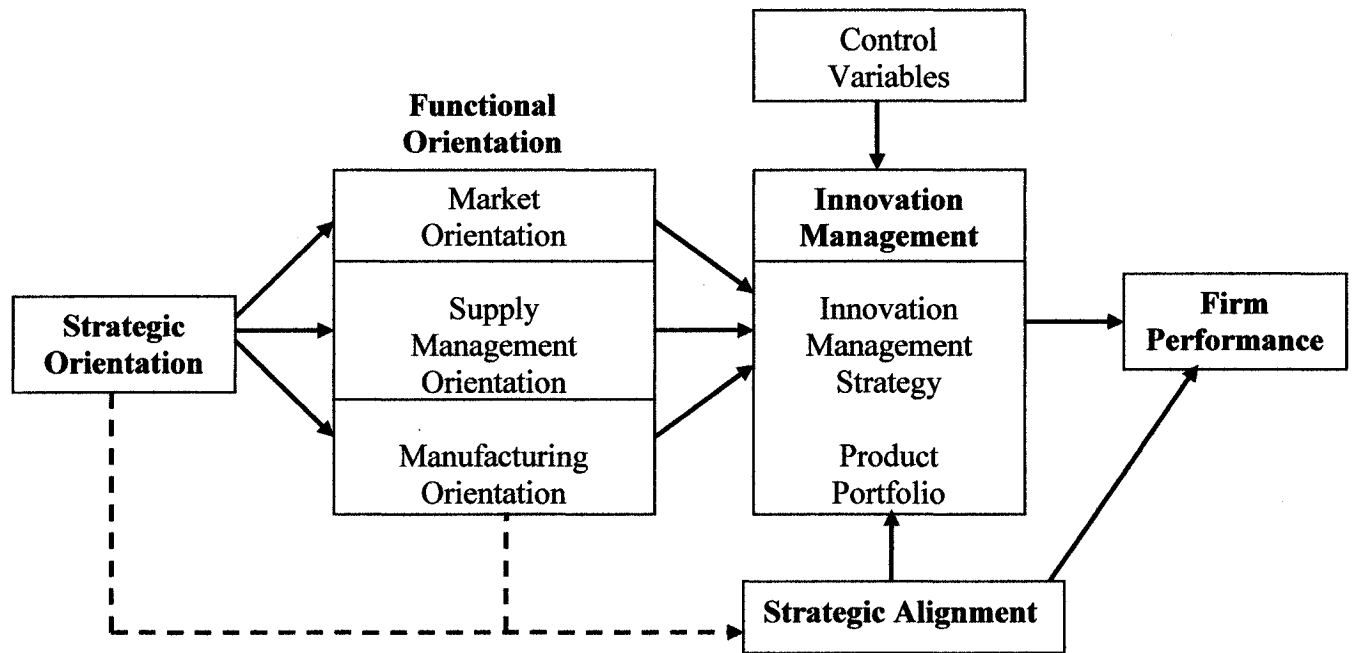 Control
Variables
Functional
Orientation
Market
Orientation
Innovation
Management
Strategic
Orientation
Supply
Management
Orientation
Innovation
Management
Strategy
Firm
Performance
Manufacturing
Orientation
Product
Portfolio
Strategic Alignment